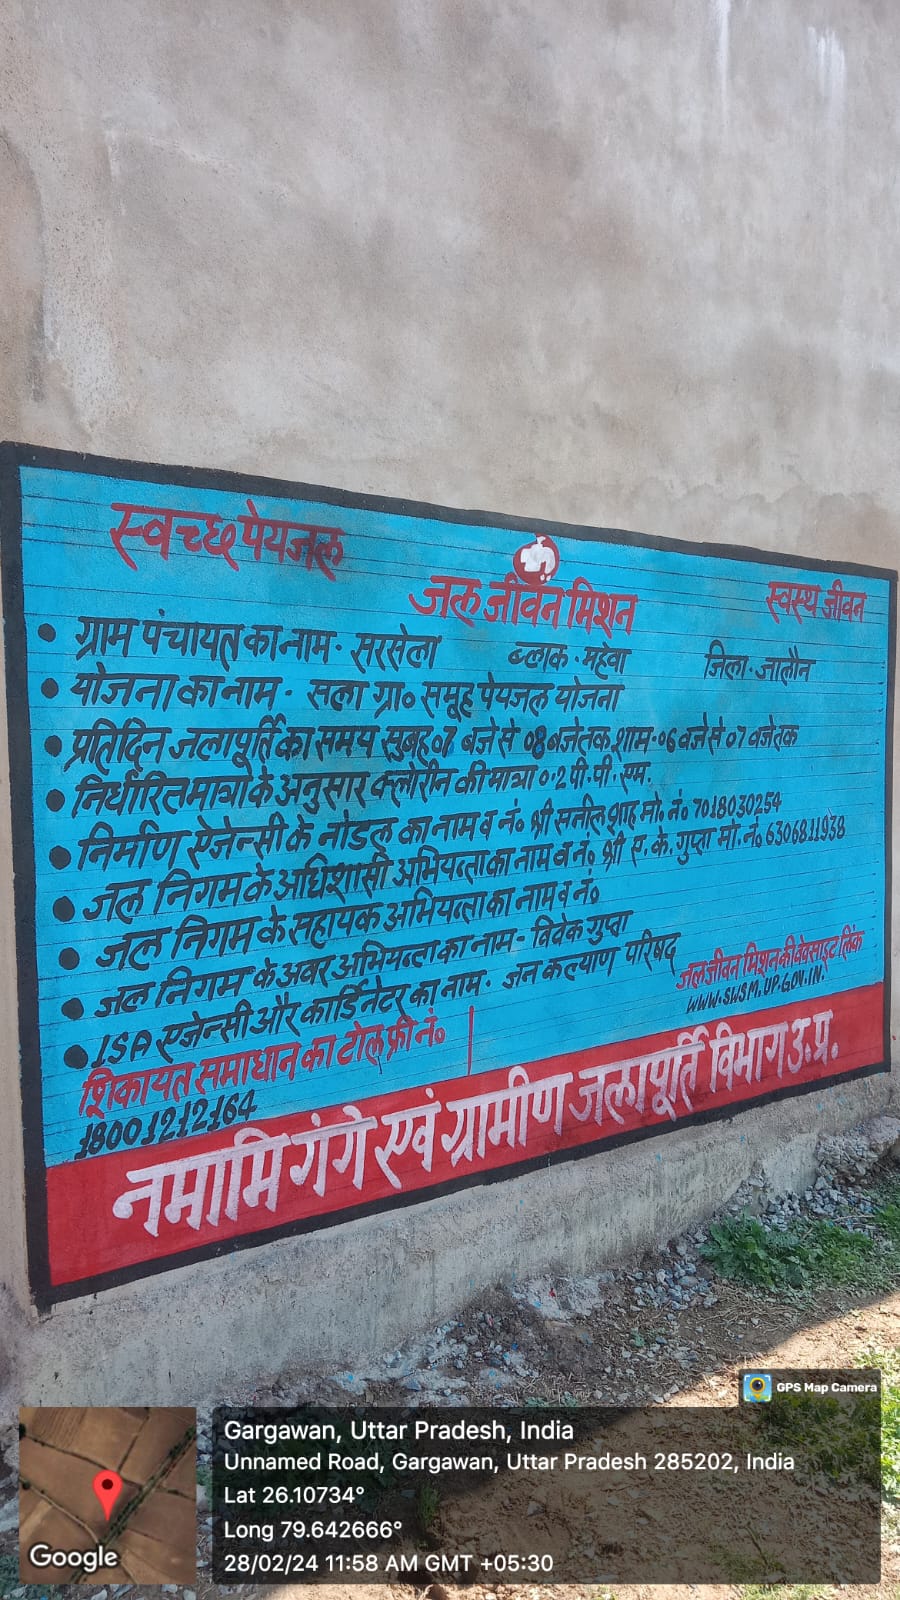 स्वच्छ पेयजल
जल जीवन मिशन
स्वस्थ जीवन
• ग्राम पंचायत का नाम - सरसेला ब्लाक - महेवा जिला - जालौन
• योजना का नाम - सला ग्रा० समूह पेयजल योजना
• प्रतिदिन जलापूर्ति का समय सुबह 07 बजे से 08 बजे तक शाम - 06 बजे से 07 बजे तक
• निर्धारित मात्रा के अनुसार क्लोरीन की मात्रा 0.2 पी.पी.एम.
• निर्माण ऐजेन्सी के नोडल का नाम व नं० श्री सनील शाह मो. नं० 7018030254
• जल निगम के अधिशासी अभियन्ता का नाम व नं० श्री ए. के. गुप्ता मो. नं० 6306811938
• जल निगम के सहायक अभियन्ता का नाम व नं०
• जल निगम के अवर अभियन्ता का नाम - विवेक गुप्ता
• ISA एजेन्सी और कार्डिनेटर का नाम - जन कल्याण परिषद
जल जीवन मिशन की वेबसाइट लिंक
WWW.SWSM.UP.GOV.IN.
शिकायत समाधान का टोल फ्री नं०
18001212164
नमामि गंगे एवं ग्रामीण जलापूर्ति विभाग उ.प्र.
GPS Map Camera
Gargawan, Uttar Pradesh, India
Unnamed Road, Gargawan, Uttar Pradesh 285202, India
Lat 26.10734°
Long 79.642666°
28/02/24 11:58 AM GMT +05:30
Google